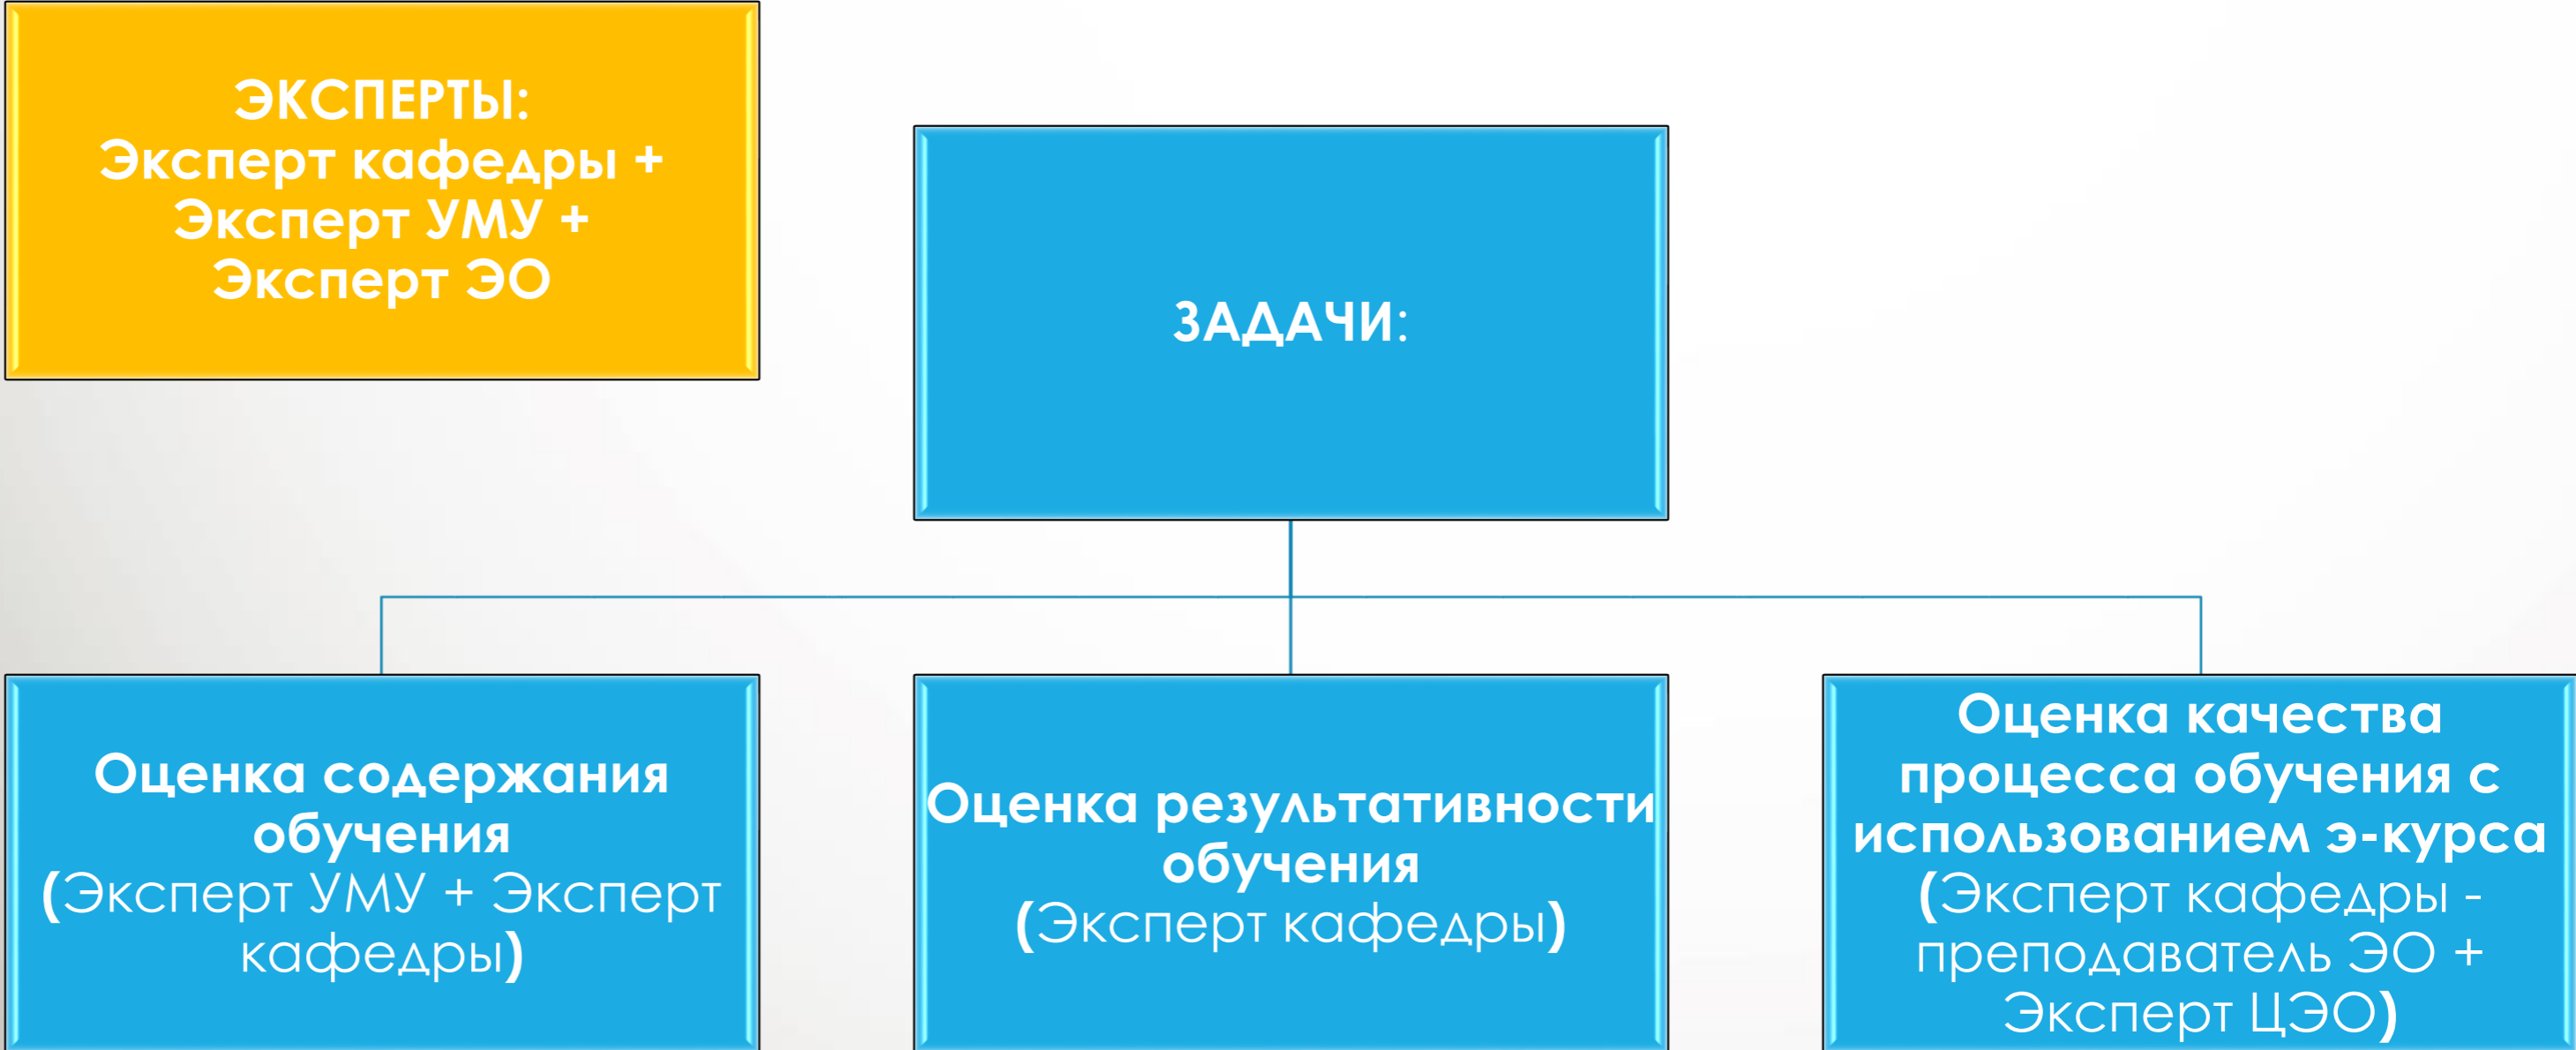 ЭКСПЕРТЫ:
Эксперт кафедры +
Эксперт УМУ +
Эксперт ЭО
ЗАДАЧИ:
Оценка содержания
обучения
(Эксперт УМУ + Эксперт
кафедры)
Оценка результативности
обучения
(Эксперт кафедры)
Оценка качества
процесса обучения с
использованием э-курса
(Эксперт кафедры -
преподаватель ЭО +
Эксперт ЦЭО)